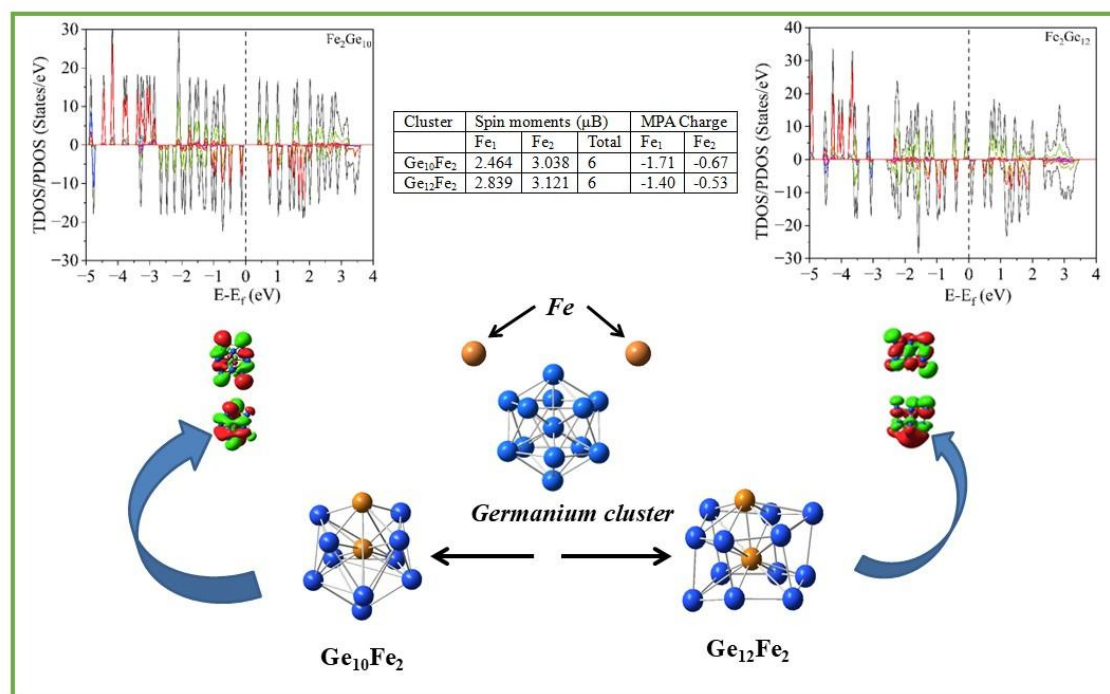 Fe₂Ge₁₀
TDOS/PDOS (States/eV)
30
20
10
0
−10
−20
−30
−5 −4 −3 −2 −1 0 1 2 3 4
E-E_f (eV)
Cluster Spin moments (μB) MPA Charge
Fe₁ Fe₂ Total Fe₁ Fe₂
Ge₁₀Fe₂ 2.464 3.038 6 -1.71 -0.67
Ge₁₂Fe₂ 2.839 3.121 6 -1.40 -0.53
Fe₂Ge₁₂
TDOS/PDOS (States/eV)
40
30
20
10
0
−10
−20
−30
−5 −4 −3 −2 −1 0 1 2 3 4
E-E_f (eV)
Fe
Germanium cluster
Ge₁₀Fe₂
Ge₁₂Fe₂